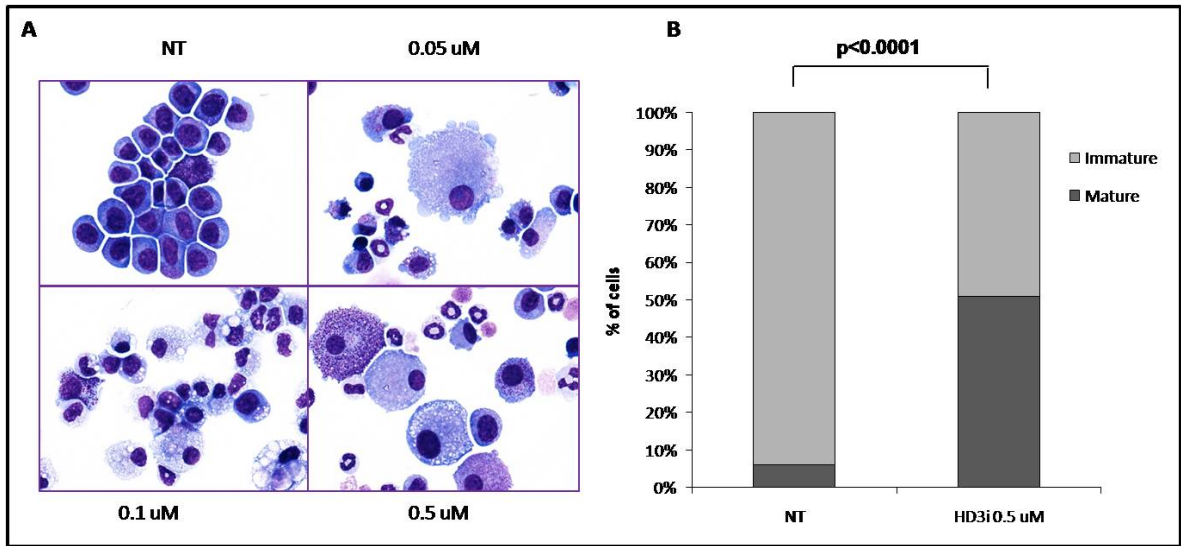 A
NT
0.05 uM
0.1 uM
0.5 uM
B
p<0.0001
100%
90%
80%
70%
60%
50%
40%
30%
20%
10%
0%
% of cells
NT
HD3i 0.5 uM
Immature
Mature